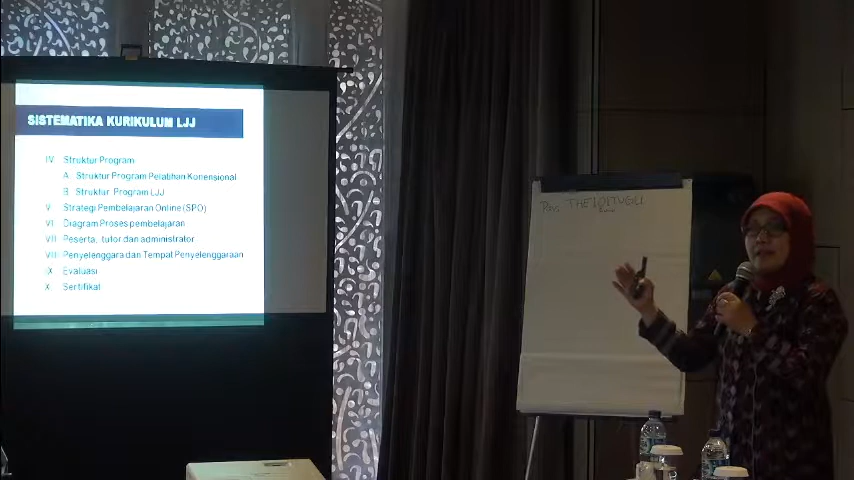 SISTEMATIKA KURIKULUM LJJ
IV. Struktur Program
A. Struktur Program Pelatihan Konensional
B. Struktur Program LJJ
V. Strategi Pembelajaran Online (SPO)
VI. Diagram Proses pembelajaran
VII. Peserta, tutor dan administrator
VIII. Penyelenggara dan Tempat Penyelenggaraan
IX. Evaluasi
X. Sertifikat